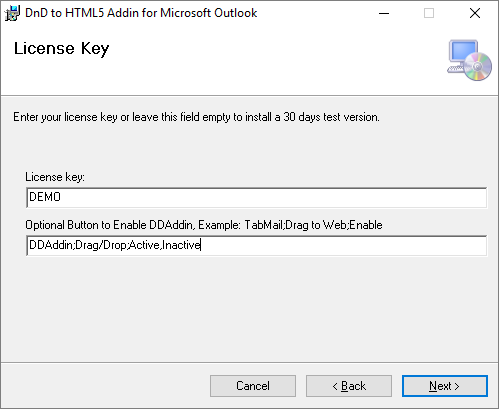 DnD to HTML5 Addin for Microsoft Outlook
License Key
Enter your license key or leave this field empty to install a 30 days test version.
License key:
DEMO
Optional Button to Enable DDAddin, Example: TabMail;Drag to Web;Enable
DDAddin;Drag/Drop;Active,Inactive
Cancel
< Back
Next >